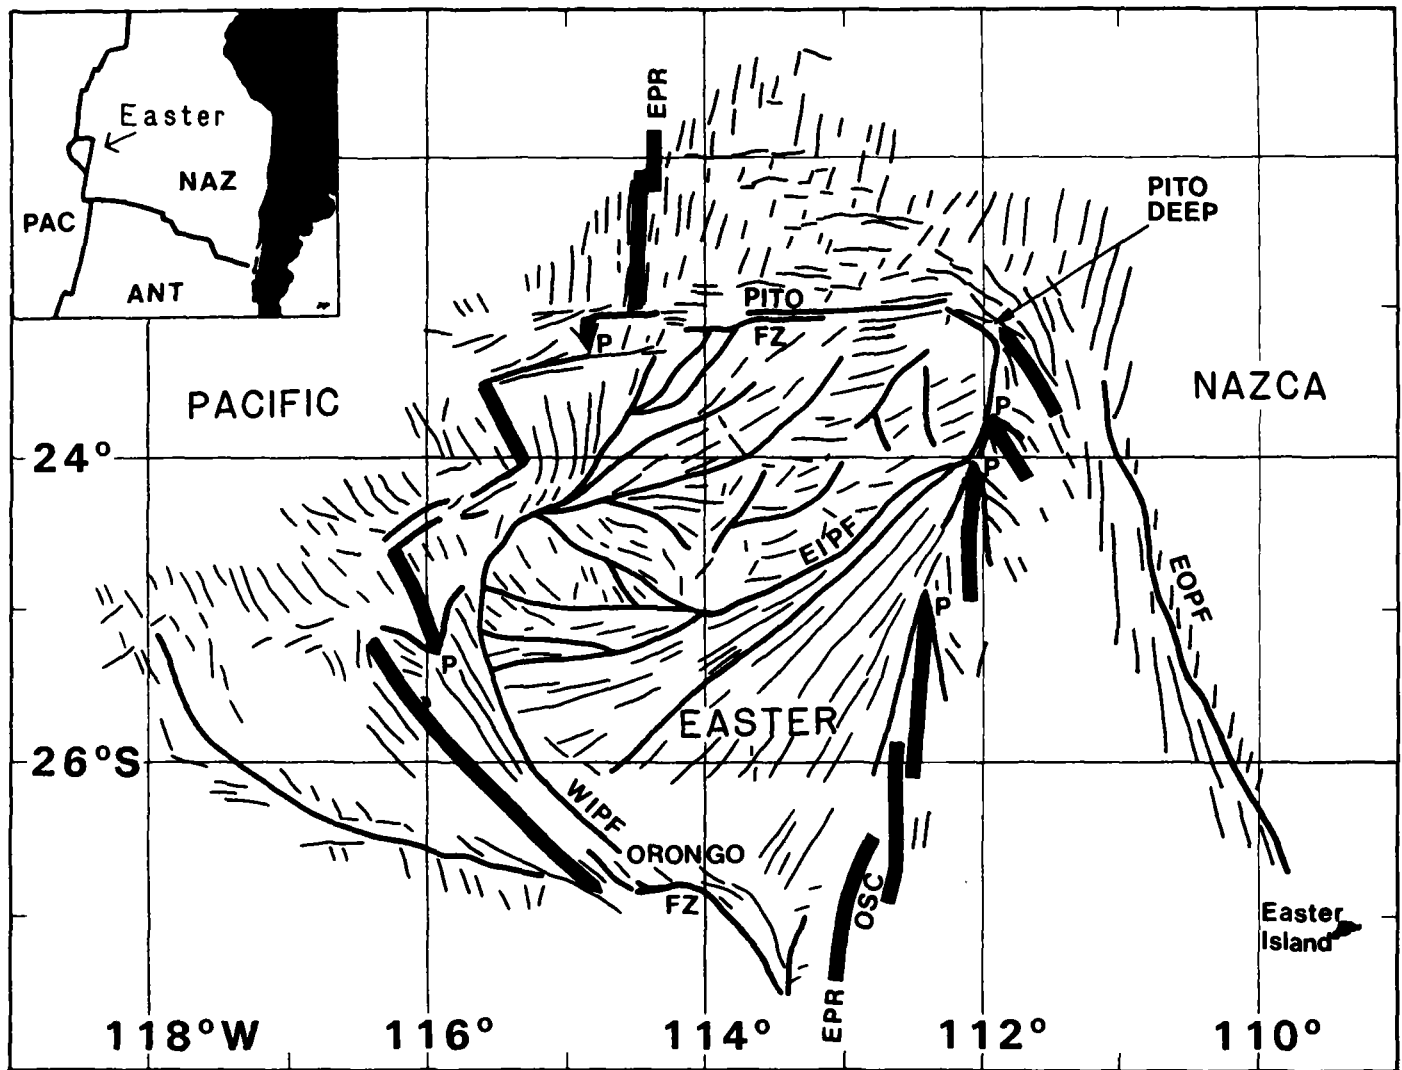 Easter
NAZ
PAC
ANT
EPR
PITO
DEEP
PITO
FZ
P
PACIFIC
NAZCA
P
24°
P
EIPF
EOPF
P
P
EASTER
26°S
WIPF
ORONGO
FZ
OSC
Easter
Island
EPR
118°W
116°
114°
112°
110°